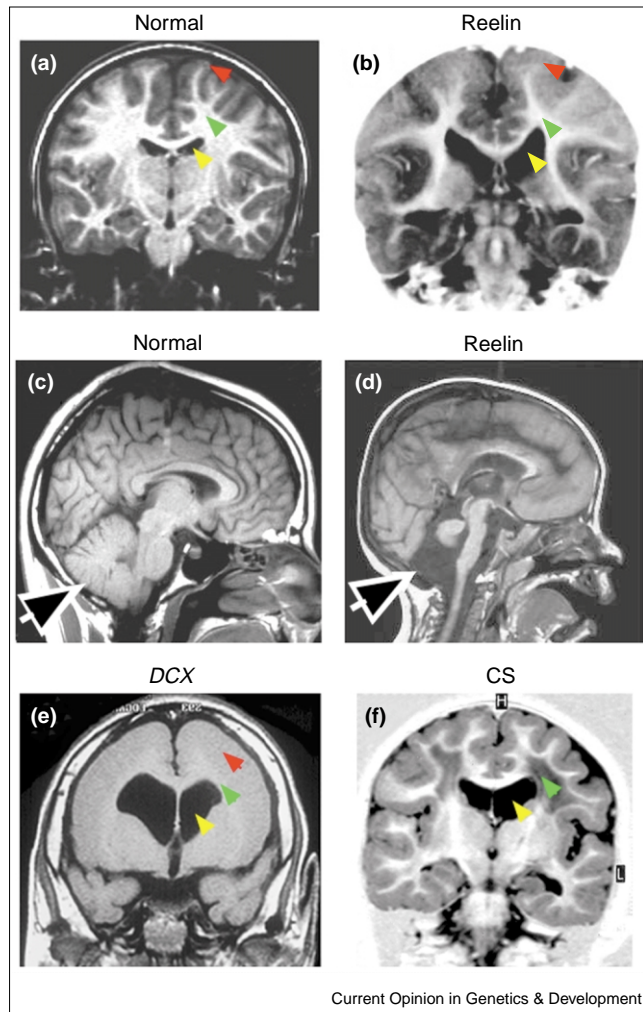 Normal
Reelin
(a)
(b)
Normal
Reelin
(c)
(d)
DCX
CS
(e)
(f)
H
L
Current Opinion in Genetics & Development